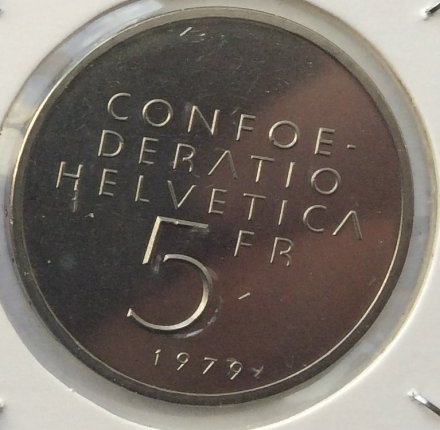 CONFOE-
DERATIO
HELVETICA
5 FR
1979